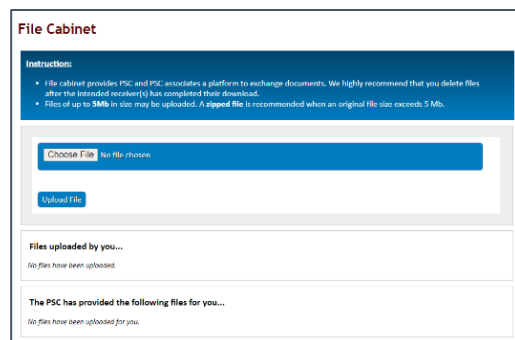 File Cabinet
Instruction:
• File cabinet provides PSC and PSC associates a platform to exchange documents. We highly recommend that you delete files
after the intended receiver(s) has completed their download.
• Files of up to 5Mb in size may be uploaded. A zipped file is recommended when an original file size exceeds 5 Mb.
Choose File No file chosen
Upload File
Files uploaded by you...
No files have been uploaded.
The PSC has provided the following files for you...
No files have been uploaded for you.